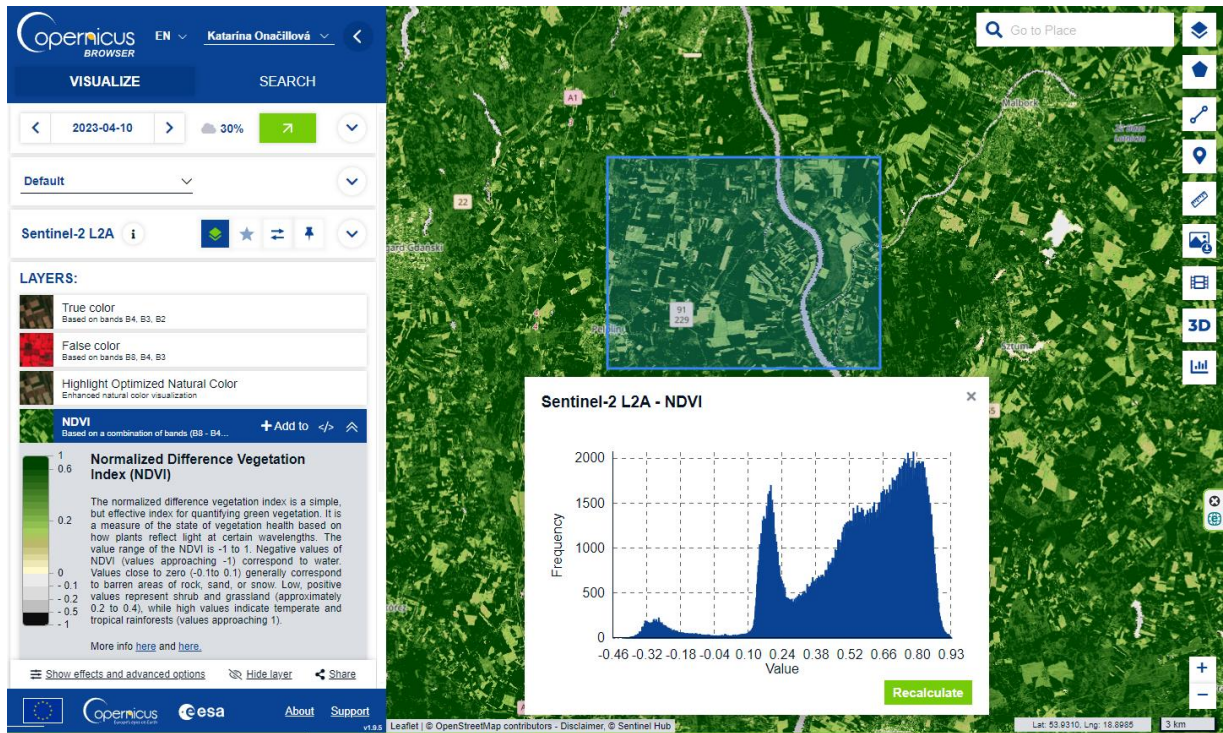 Copernicus
BROWSER
EN
Katarína Onačillová
VISUALIZE
SEARCH
2023-04-10
30%
Default
Sentinel-2 L2A
i
LAYERS:
True color
Based on bands B4, B3, B2
False color
Based on bands B8, B4, B3
Highlight Optimized Natural Color
Enhanced natural color visualization
NDVI
Based on a combination of bands (B8 - B4...
+ Add to </>
1
0.6
0.2
0
- 0.1
- 0.2
- 0.5
- 1
Normalized Difference Vegetation
Index (NDVI)
The normalized difference vegetation index is a simple,
but effective index for quantifying green vegetation. It is
a measure of the state of vegetation health based on
how plants reflect light at certain wavelengths. The
value range of the NDVI is -1 to 1. Negative values of
NDVI (values approaching -1) correspond to water.
Values close to zero (-0.1to 0.1) generally correspond
to barren areas of rock, sand, or snow. Low, positive
values represent shrub and grassland (approximately
0.2 to 0.4), while high values indicate temperate and
tropical rainforests (values approaching 1).
More info here and here.
Show effects and advanced options
Hide layer
Share
Copernicus
Europe's eyes on Earth
esa
About
Support
v1.9.5
Go to Place
A1
22
Malbork
gard Gdański
91
229
Pelplin
Sztum
3D
Sentinel-2 L2A - NDVI
×
2000
1500
1000
500
0
Frequency
-0.46 -0.32 -0.18 -0.04 0.10 0.24 0.38 0.52 0.66 0.80 0.93
Value
Recalculate
+
−
Leaflet | © OpenStreetMap contributors - Disclaimer, © Sentinel Hub
Lat: 53.9310, Lng: 18.8985
3 km